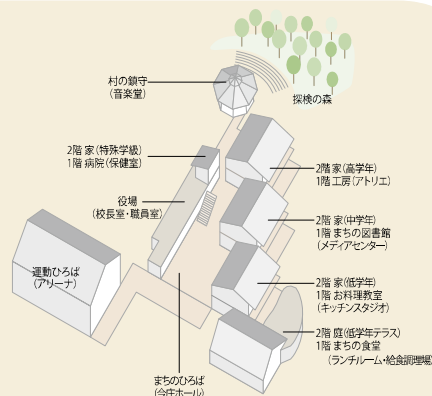 村の鎮守
(音楽堂)
探検の森
2階 家(特殊学級)
1階 病院(保健室)
役場
(校長室・職員室)
運動ひろば
(アリーナ)
まちのひろば
(今庄ホール)
2階 家(高学年)
1階 工房(アトリエ)
2階 家(中学年)
1階 まちの図書館
(メディアセンター)
2階 家(低学年)
1階 お料理教室
(キッチンスタジオ)
2階 庭(低学年テラス)
1階 まちの食堂
(ランチルーム・給食調理場)